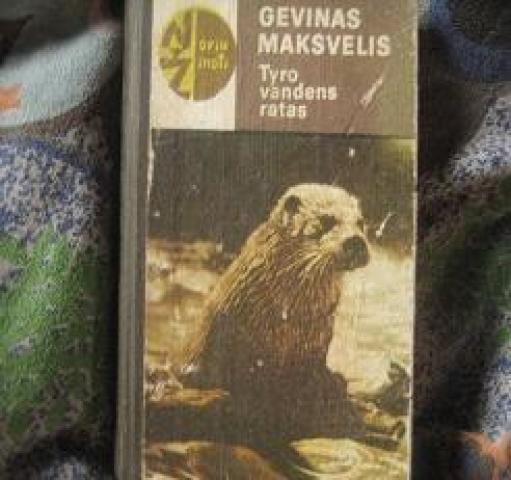 GEVINAS
MAKSVELIS
Tyro
vandens
ratas